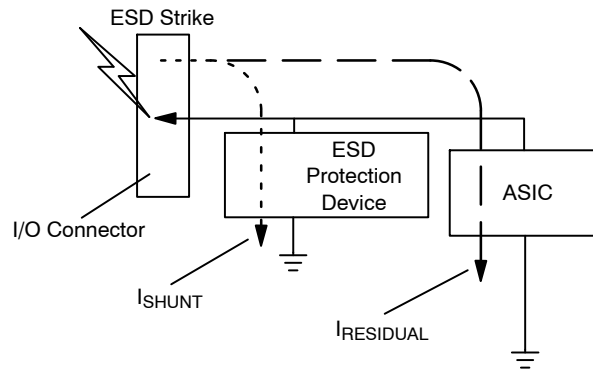 ESD Strike
ESD
Protection
Device
ASIC
I/O Connector
ISHUNT
IRESIDUAL